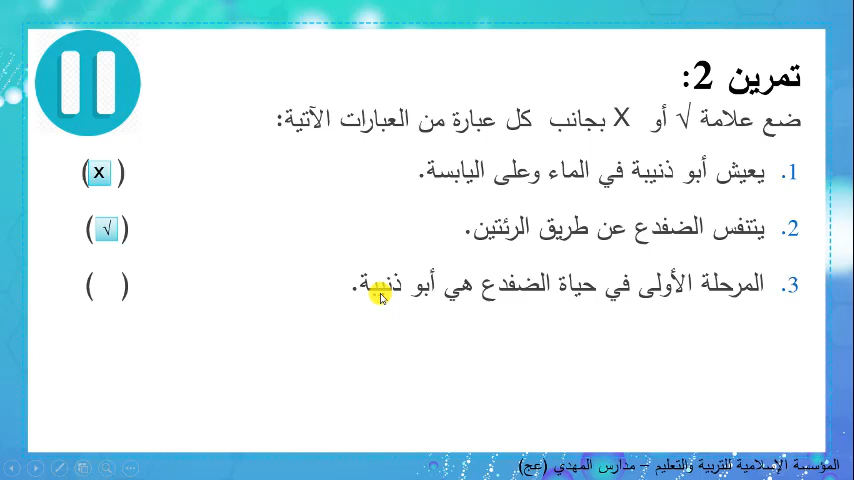 تمرين 2:
ضع علامة √ أو X بجانب كل عبارة من العبارات الآتية:
1. يعيش أبو ذنيبة في الماء وعلى اليابسة. (X)
2. يتنفس الضفدع عن طريق الرئتين. (√)
3. المرحلة الأولى في حياة الضفدع هي أبو ذنيبة. ( )
المؤسسة الإسلامية للتربية والتعليم – مدارس المهدي (عج)